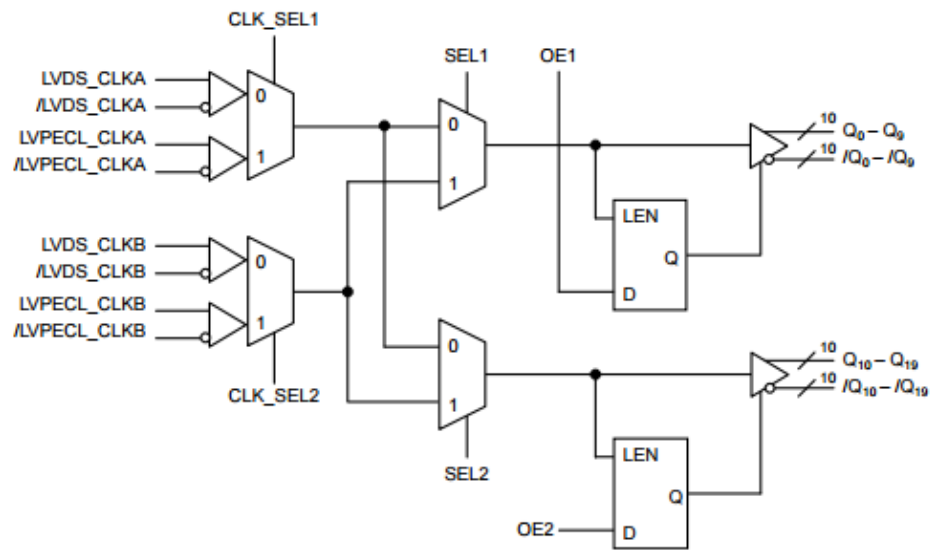 CLK_SEL1
SEL1
OE1
LVDS_CLKA
/LVDS_CLKA
LVPECL_CLKA
/LVPECL_CLKA
0
1
0
1
10
Q0 – Q9
10
/Q0 – /Q9
LEN
Q
D
LVDS_CLKB
/LVDS_CLKB
LVPECL_CLKB
/LVPECL_CLKB
0
1
CLK_SEL2
0
1
SEL2
10
Q10 – Q19
10
/Q10 – /Q19
LEN
Q
OE2
D